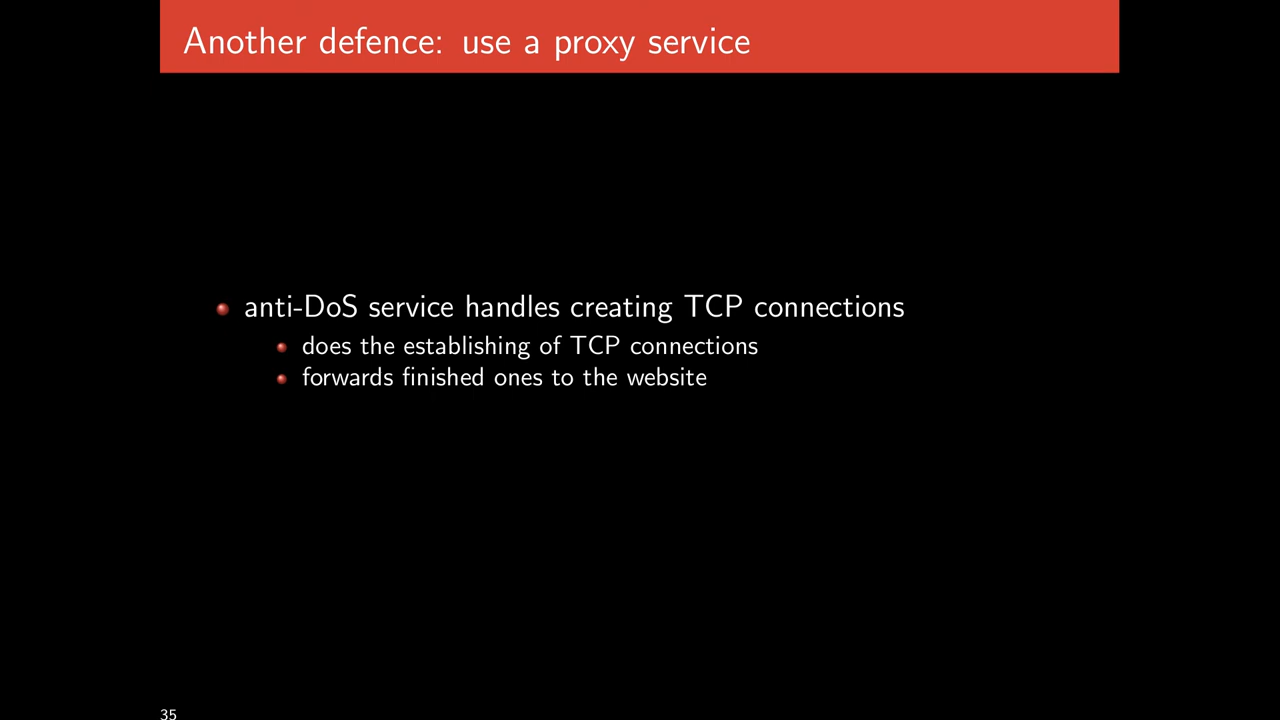 Another defence: use a proxy service
anti-DoS service handles creating TCP connections
does the establishing of TCP connections
forwards finished ones to the website
35